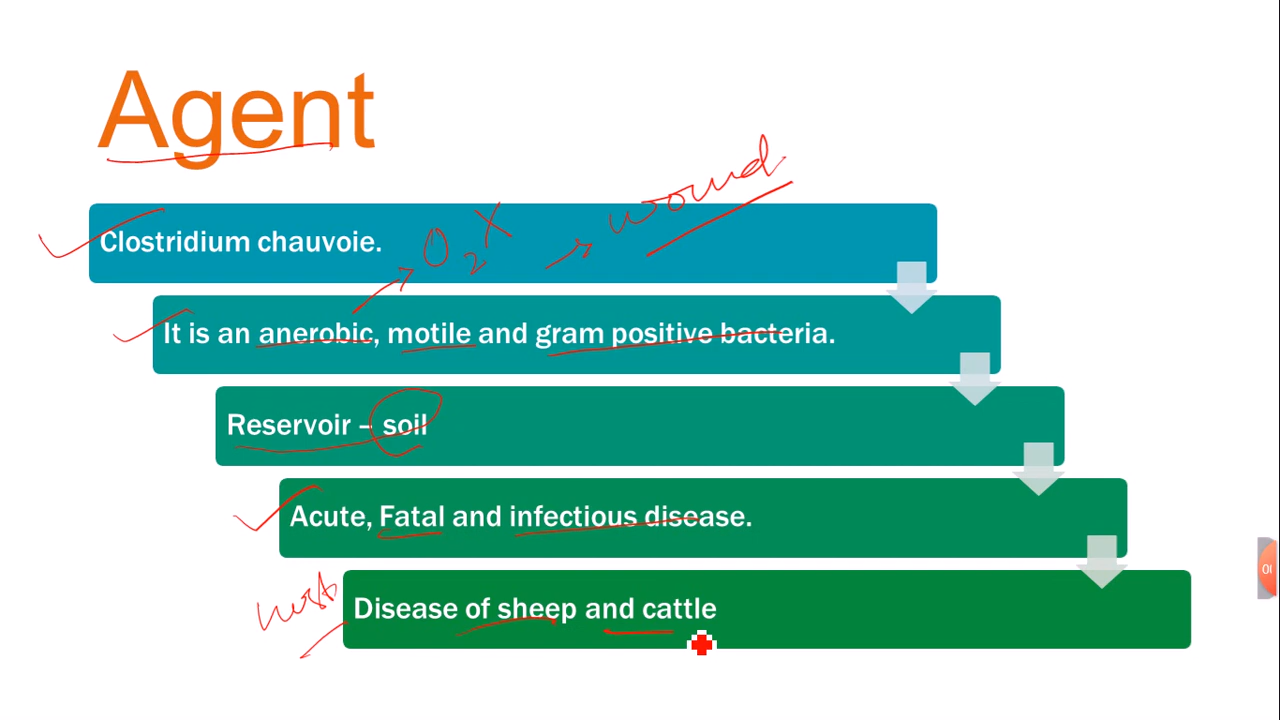 Agent
wound
Clostridium chauvoie.
O2 X
It is an anerobic, motile and gram positive bacteria.
Reservoir – soil
Acute, Fatal and infectious disease.
Disease of sheep and cattle